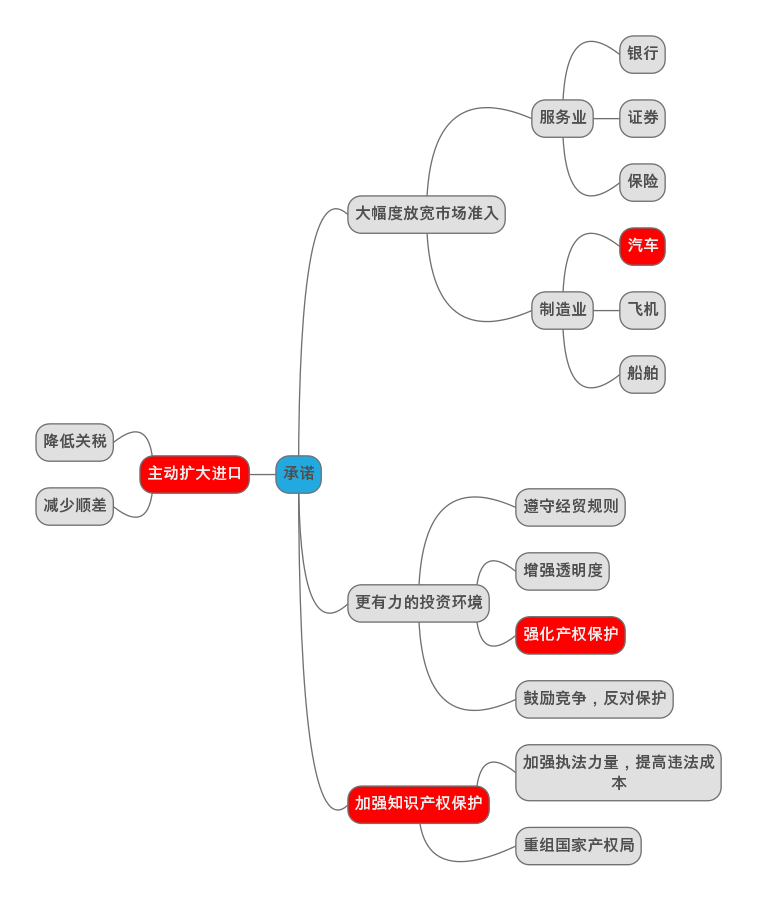 银行
服务业
证券
保险
大幅度放宽市场准入
汽车
制造业
飞机
船舶
降低关税
主动扩大进口
承诺
减少顺差
遵守经贸规则
增强透明度
更有力的投资环境
强化产权保护
鼓励竞争，反对保护
加强执法力量，提高违法成
本
加强知识产权保护
重组国家产权局